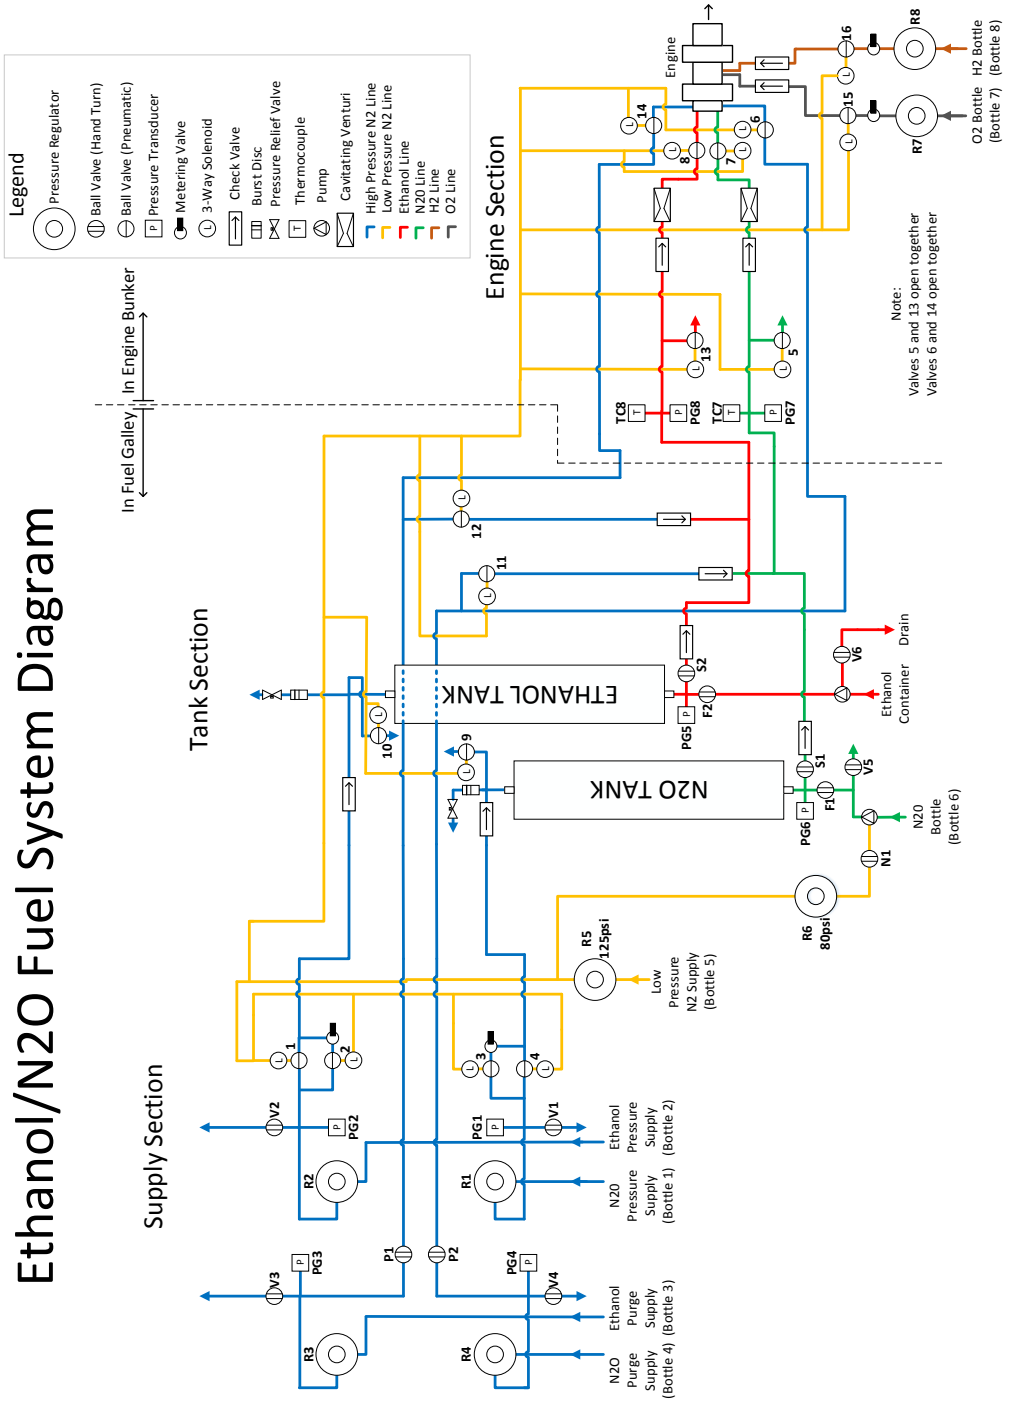 Ethanol/N2O Fuel System Diagram
Legend
Pressure Regulator
Ball Valve (Hand Turn)
Ball Valve (Pneumatic)
P
Pressure Transducer
Metering Valve
L
3-Way Solenoid
Check Valve
Burst Disc
Pressure Relief Valve
T
Thermocouple
Pump
Cavitating Venturi
High Pressure N2 Line
Low Pressure N2 Line
Ethanol Line
N20 Line
H2 Line
O2 Line
Supply Section
Tank Section
Engine Section
In Fuel Galley
In Engine Bunker
V3
V2
PG3
P
R3
R2
PG2
P
L
1
2
L
P1
P2
R4
PG4
P
V4
R1
PG1
P
V1
L
3
4
L
N2O
Purge
Supply
(Bottle 4)
Ethanol
Purge
Supply
(Bottle 3)
N20
Pressure
Supply
(Bottle 1)
Ethanol
Pressure
Supply
(Bottle 2)
R5
125psi
Low
Pressure
N2 Supply
(Bottle 5)
R6
80psi
N1
10
L
9
L
ETHANOL TANK
N2O TANK
PG5
P
S2
F2
PG6
P
S1
F1
V5
V6
N20
Bottle
(Bottle 6)
Ethanol
Container
Drain
11
L
12
L
TC8
T
P
PG8
TC7
T
P
PG7
13
L
5
L
14
L
6
L
8
L
7
L
Engine
16
L
15
L
R8
R7
H2 Bottle
(Bottle 8)
O2 Bottle
(Bottle 7)
Note:
Valves 5 and 13 open together
Valves 6 and 14 open together